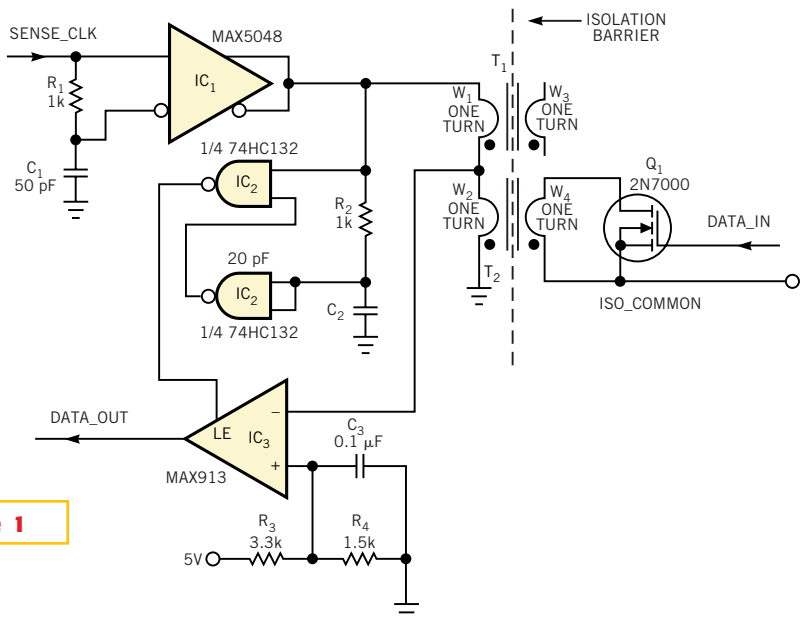 SENSE_CLK
MAX5048
ISOLATION
BARRIER
IC1
R1
1k
C1
50 pF
T1
W1
ONE
TURN
W3
ONE
TURN
1/4 74HC132
IC2
R2
1k
W2
ONE
TURN
W4
ONE
TURN
Q1
2N7000
DATA_IN
20 pF
IC2
C2
T2
1/4 74HC132
ISO_COMMON
DATA_OUT
LE
IC3
−
+
MAX913
C3
0.1 µF
1
R3
3.3k
R4
1.5k
5V